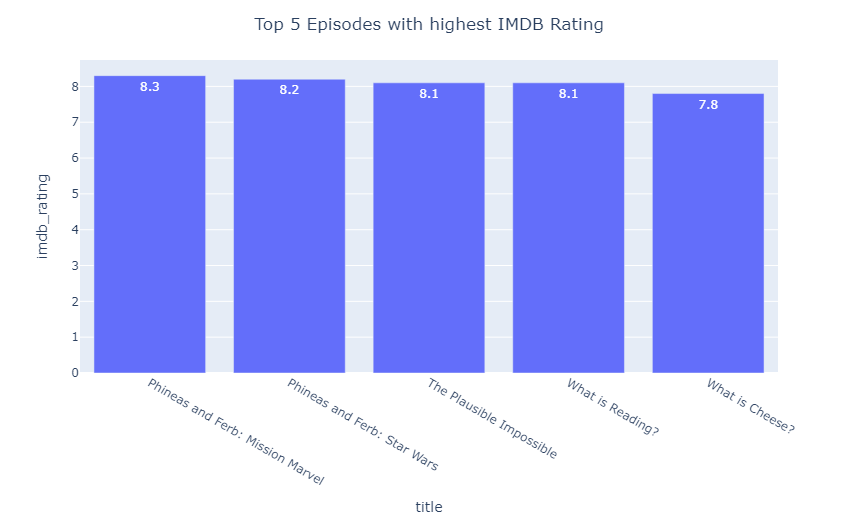 Top 5 Episodes with highest IMDB Rating
imdb_rating
8
7
6
5
4
3
2
1
0
8.3
8.2
8.1
8.1
7.8
Phineas and Ferb: Mission Marvel
Phineas and Ferb: Star Wars
The Plausible Impossible
What is Reading?
What is Cheese?
title